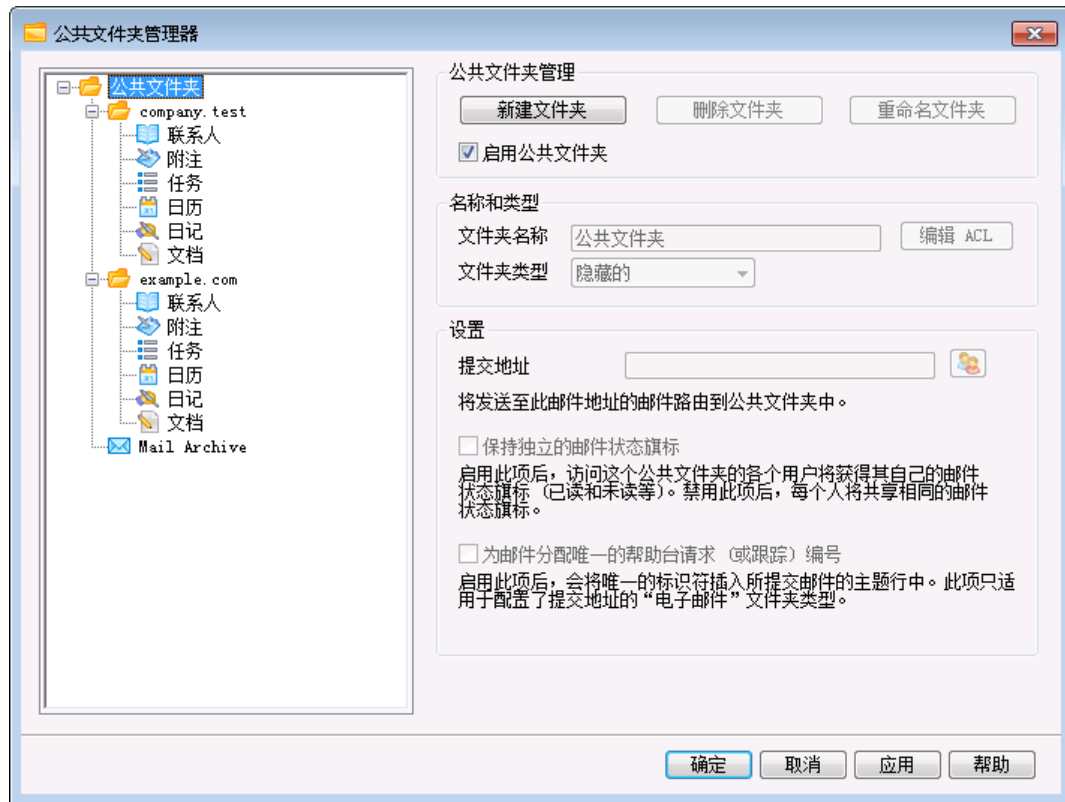 公共文件夹管理器
公共文件夹
company.test
联系人
附注
任务
日历
日记
文档
example.com
联系人
附注
任务
日历
日记
文档
Mail Archive
公共文件夹管理
新建文件夹
删除文件夹
重命名文件夹
启用公共文件夹
名称和类型
文件夹名称
公共文件夹
编辑 ACL
文件夹类型
隐藏的
设置
提交地址
将发送至此邮件地址的邮件路由到公共文件夹中。
保持独立的邮件状态旗标
启用此项后，访问这个公共文件夹的各个用户将获得其自己的邮件
状态旗标（已读和未读等）。禁用此项后，每个人将共享相同的邮件
状态旗标。
为邮件分配唯一的帮助台请求（或跟踪）编号
启用此项后，会将唯一的标识符插入所提交邮件的主题行中。此项只适
用于配置了提交地址的“电子邮件”文件夹类型。
确定
取消
应用
帮助